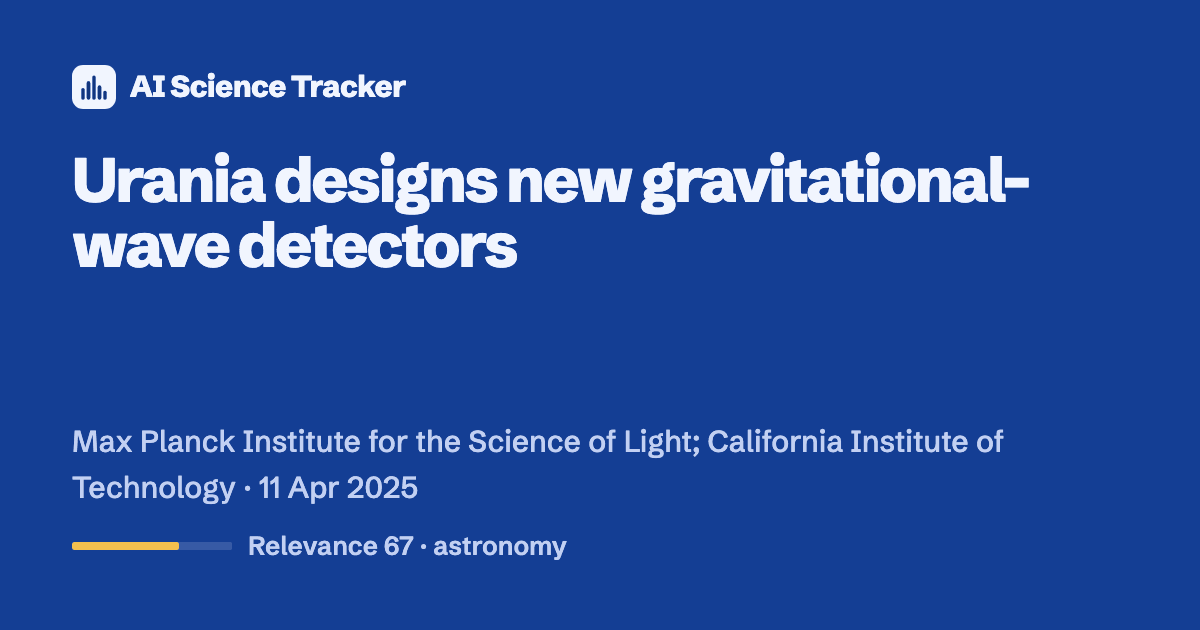 AI Science Tracker
Urania designs new gravitational-
wave detectors
Max Planck Institute for the Science of Light; California Institute of
Technology · 11 Apr 2025
Relevance 67 · astronomy